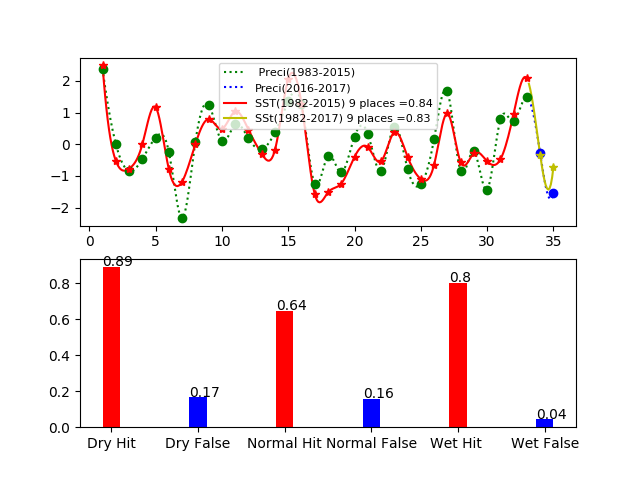 2
1
0
−1
−2
Preci(1983-2015)
Preci(2016-2017)
SST(1982-2015) 9 places =0.84
SSt(1982-2017) 9 places =0.83
0 5 10 15 20 25 30 35
0.8
0.6
0.4
0.2
0.0
0.89 0.17 0.64 0.16 0.8 0.04
Dry Hit Dry False Normal Hit Normal False Wet Hit Wet False